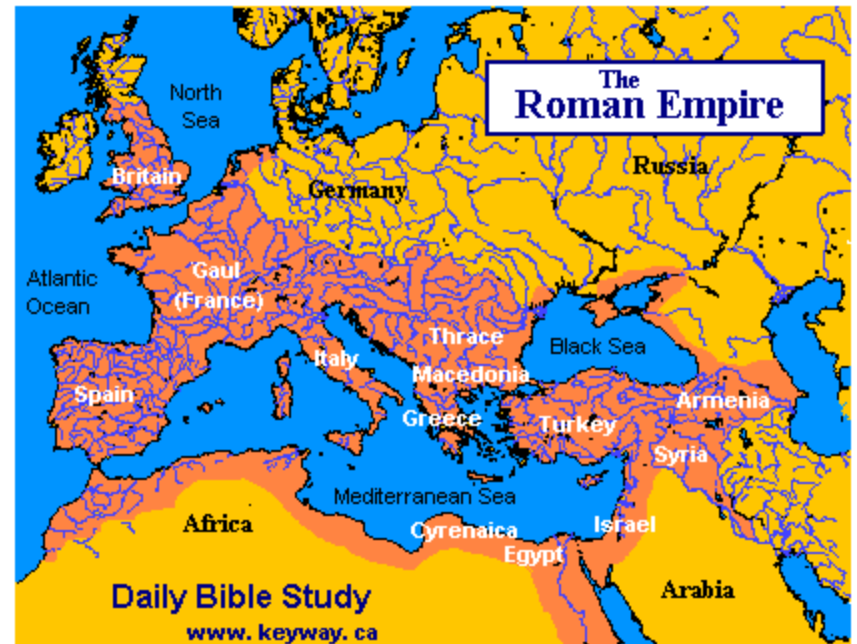 The
Roman Empire
North
Sea
Russia
Britain
Germany
Gaul
(France)
Atlantic
Ocean
Thrace
Black Sea
Italy
Macedonia
Spain
Armenia
Greece
Turkey
Syria
Mediterranean Sea
Africa
Cyrenaica
Israel
Egypt
Arabia
Daily Bible Study
www.keyway.ca